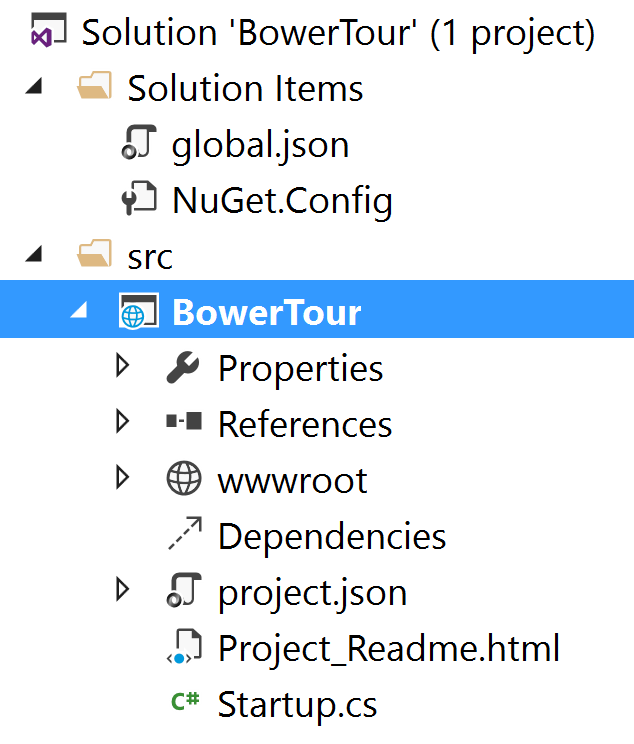 Solution 'BowerTour' (1 project)
Solution Items
global.json
NuGet.Config
src
BowerTour
Properties
References
wwwroot
Dependencies
project.json
Project_Readme.html
C# Startup.cs